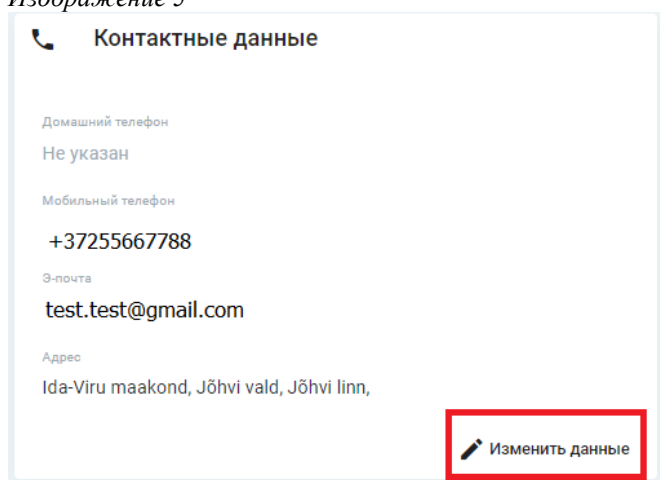 Изображение 5
Контактные данные
Домашний телефон
Не указан
Мобильный телефон
+37255667788
Э-почта
test.test@gmail.com
Адрес
Ida-Viru maakond, Jõhvi vald, Jõhvi linn,
Изменить данные